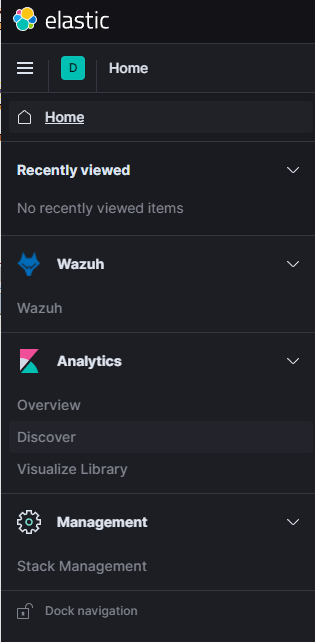 elastic
D Home
Home
Recently viewed
No recently viewed items
Wazuh
Wazuh
Analytics
Overview
Discover
Visualize Library
Management
Stack Management
Dock navigation